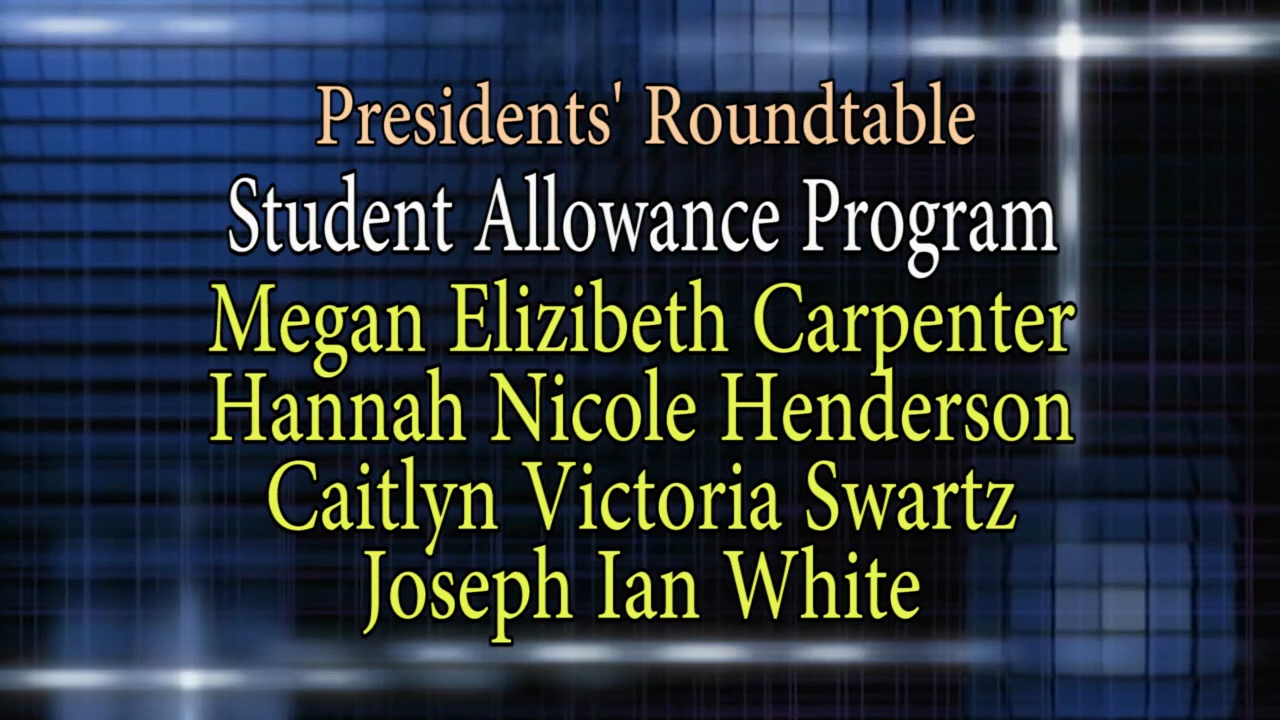 Presidents' Roundtable
Student Allowance Program
Megan Elizibeth Carpenter
Hannah Nicole Henderson
Caitlyn Victoria Swartz
Joseph Ian White